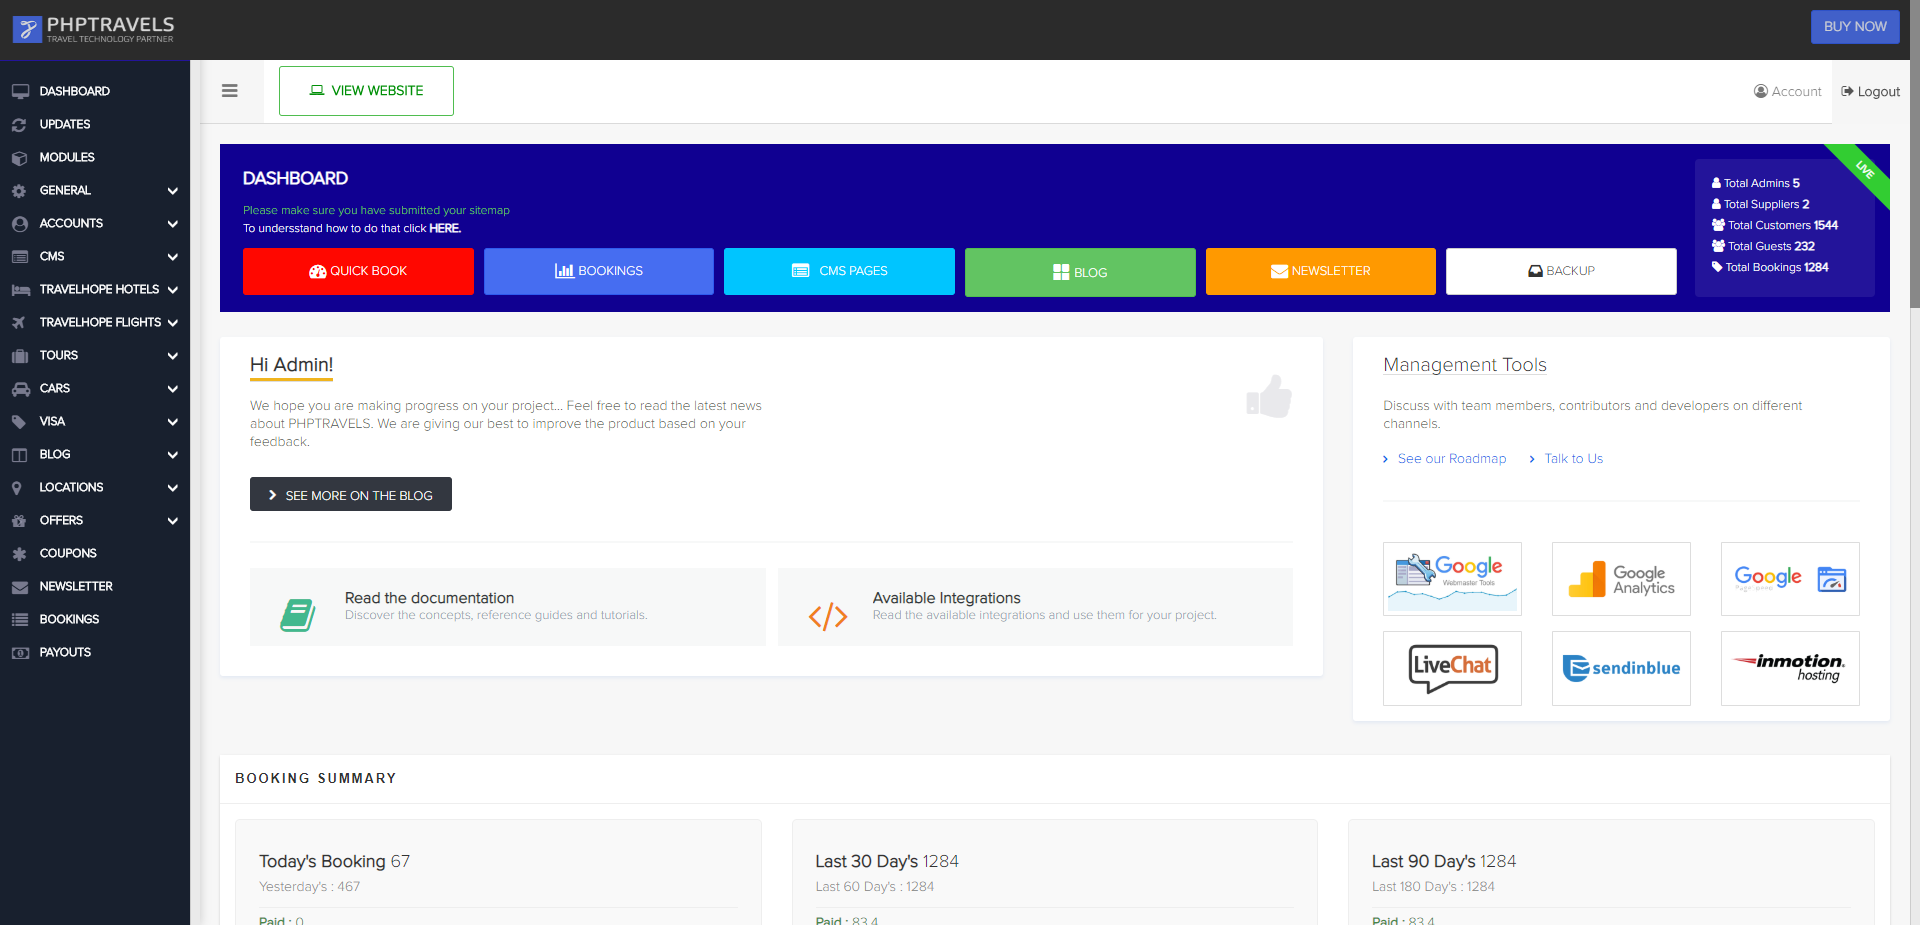 PHPTRAVELS
TRAVEL TECHNOLOGY PARTNER
BUY NOW
DASHBOARD
UPDATES
MODULES
GENERAL
ACCOUNTS
CMS
TRAVELHOPE HOTELS
TRAVELHOPE FLIGHTS
TOURS
CARS
VISA
BLOG
LOCATIONS
OFFERS
COUPONS
NEWSLETTER
BOOKINGS
PAYOUTS
VIEW WEBSITE
Account
Logout
DASHBOARD
Please make sure you have submitted your sitemap
To undersstand how to do that click HERE.
QUICK BOOK
BOOKINGS
CMS PAGES
BLOG
NEWSLETTER
BACKUP
Total Admins 5
Total Suppliers 2
Total Customers 1544
Total Guests 232
Total Bookings 1284
LIVE
Hi Admin!
We hope you are making progress on your project... Feel free to read the latest news
about PHPTRAVELS. We are giving our best to improve the product based on your
feedback.
SEE MORE ON THE BLOG
Read the documentation
Discover the concepts, reference guides and tutorials.
Available Integrations
Read the available integrations and use them for your project.
Management Tools
Discuss with team members, contributors and developers on different
channels.
See our Roadmap
Talk to Us
Google
Webmaster Tools
Google
Analytics
Google
LiveChat
sendinblue
inmotion
hosting
BOOKING SUMMARY
Today's Booking 67
Yesterday's : 467
Paid : 0
Last 30 Day's 1284
Last 60 Day's : 1284
Paid : 83.4
Last 90 Day's 1284
Last 180 Day's : 1284
Paid : 83.4